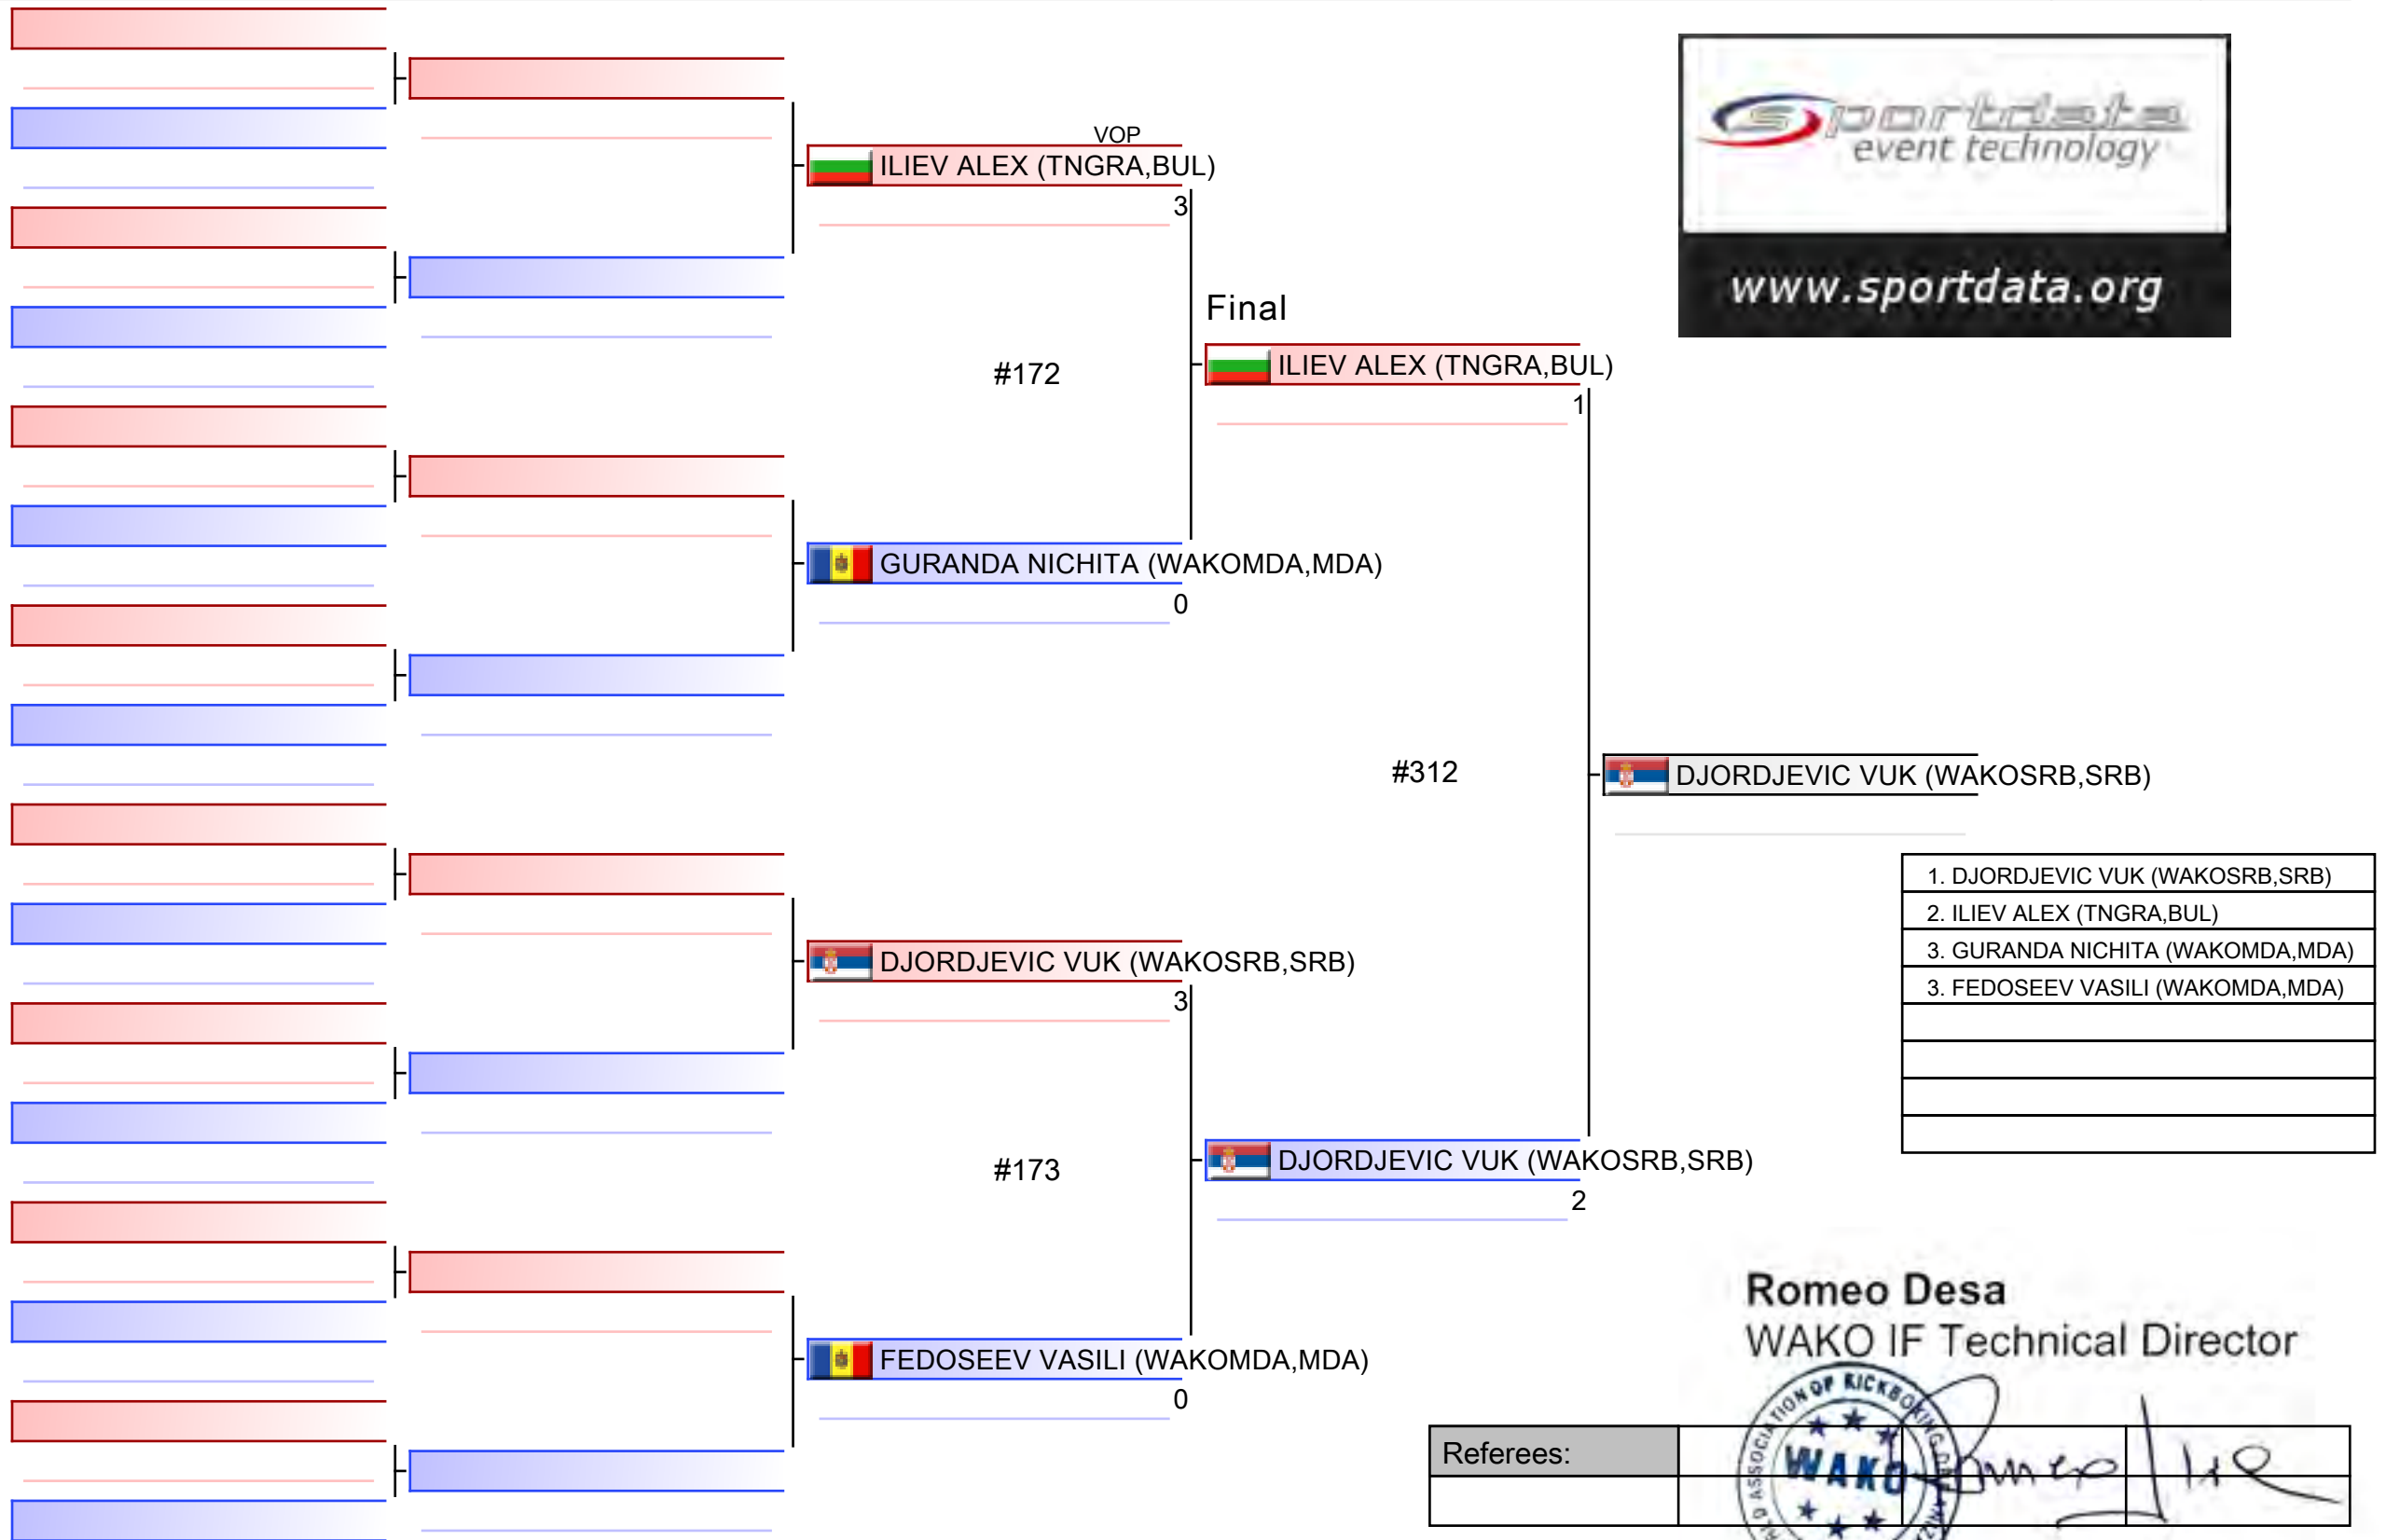 VOP
ILIEV ALEX (TNGRA,BUL)
3
sportdata
event technology
www.sportdata.org
Final
#172
ILIEV ALEX (TNGRA,BUL)
1
GURANDA NICHITA (WAKOMDA,MDA)
0
#312
DJORDJEVIC VUK (WAKOSRB,SRB)
1. DJORDJEVIC VUK (WAKOSRB,SRB)
2. ILIEV ALEX (TNGRA,BUL)
3. GURANDA NICHITA (WAKOMDA,MDA)
3. FEDOSEEV VASILI (WAKOMDA,MDA)
DJORDJEVIC VUK (WAKOSRB,SRB)
3
#173
DJORDJEVIC VUK (WAKOSRB,SRB)
2
FEDOSEEV VASILI (WAKOMDA,MDA)
0
Romeo Desa
WAKO IF Technical Director
Referees:
ASSOCIATION OF KICKBOXING
WAKO